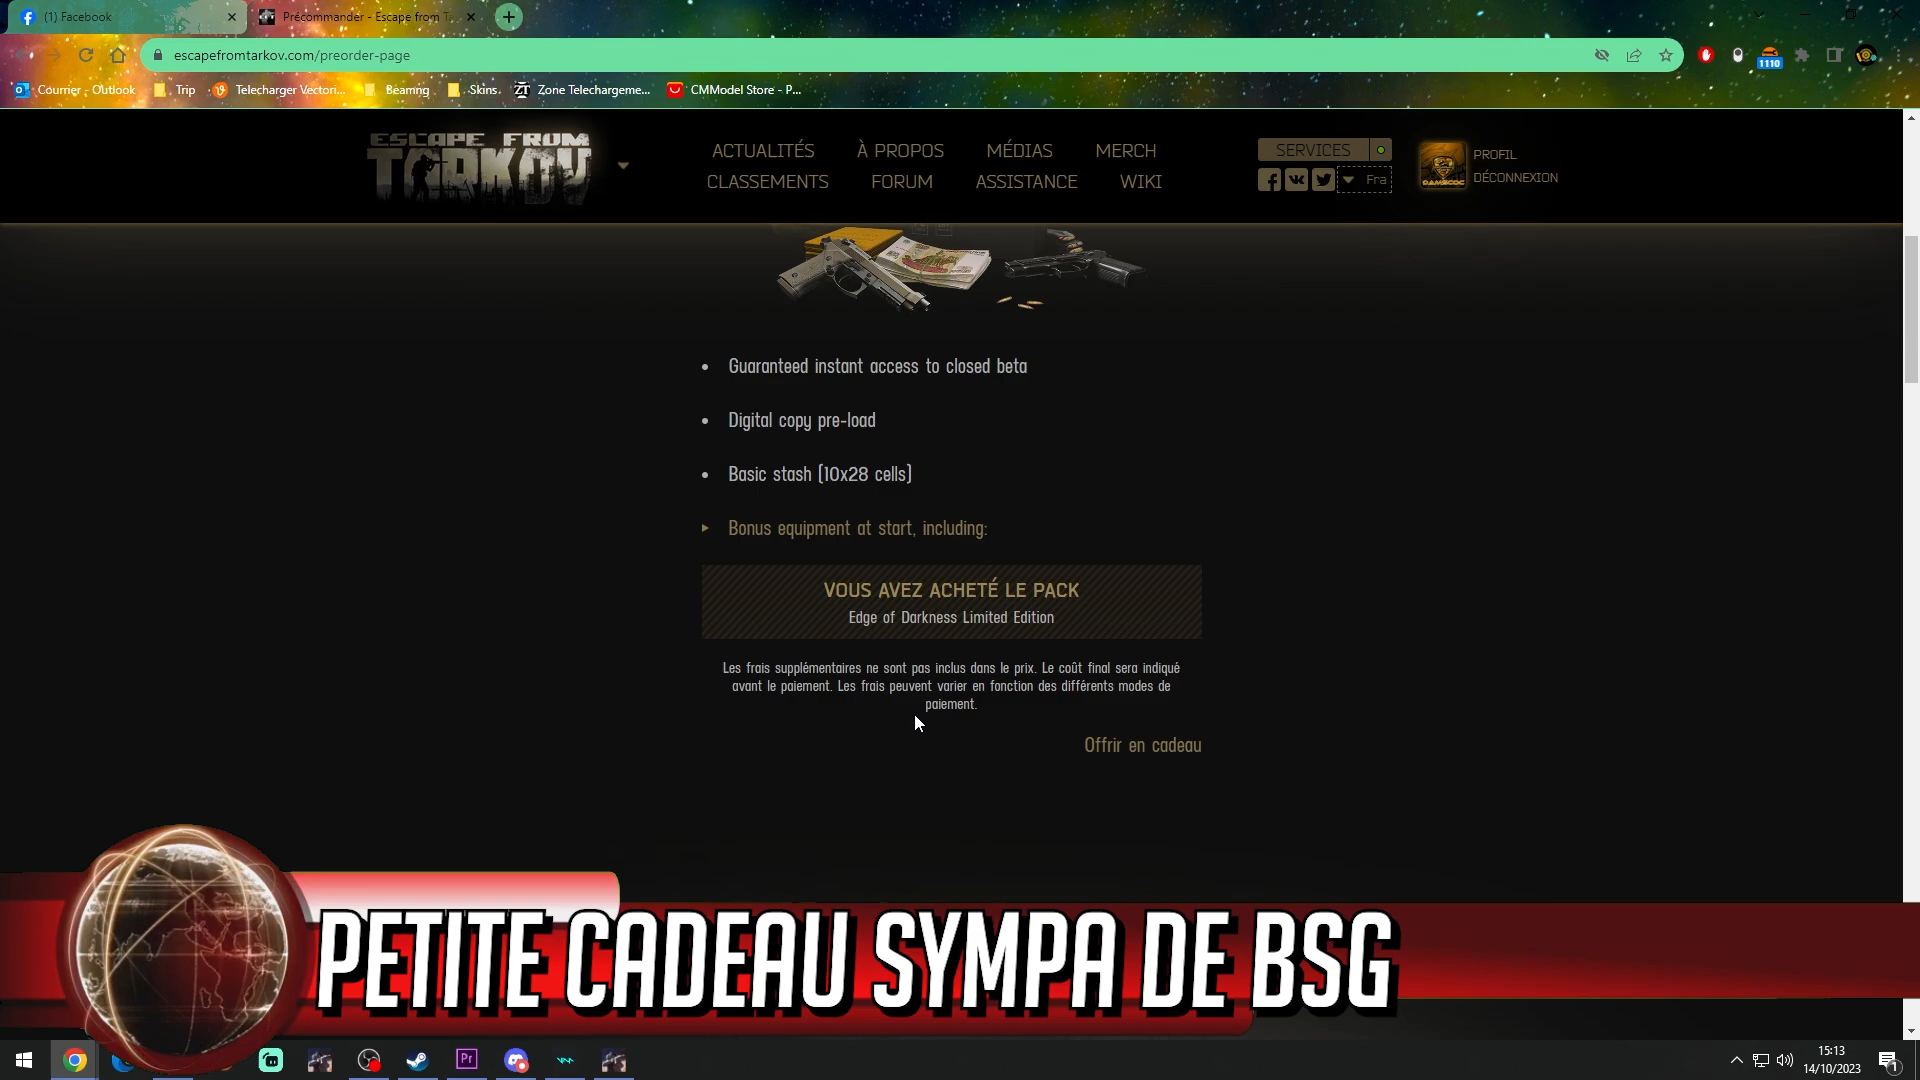 (1) Facebook
Précommander - Escape from T
escapefromtarkov.com/preorder-page
1110
Courrier - Outlook
Trip
Telecharger Vectori...
Beamng
Skins
ZT Zone Telechargeme...
CMModel Store - P...
ESCAPE FROM
TARKOV
ACTUALITÉS
À PROPOS
MÉDIAS
MERCH
CLASSEMENTS
FORUM
ASSISTANCE
WIKI
SERVICES
Fra
PROFIL
DÉCONNEXION
Guaranteed instant access to closed beta
Digital copy pre-load
Basic stash (10x28 cells)
Bonus equipment at start, including:
VOUS AVEZ ACHETÉ LE PACK
Edge of Darkness Limited Edition
Les frais supplémentaires ne sont pas inclus dans le prix. Le coût final sera indiqué
avant le paiement. Les frais peuvent varier en fonction des différents modes de
paiement.
Offrir en cadeau
PETITE CADEAU SYMPA DE BSG
Pr
15:13
14/10/2023
1